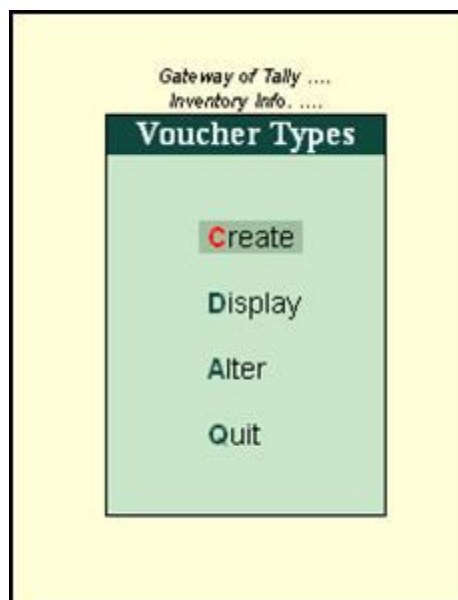 Gateway of Tally ....
Inventory Info. ....
Voucher Types
Create
Display
Alter
Quit